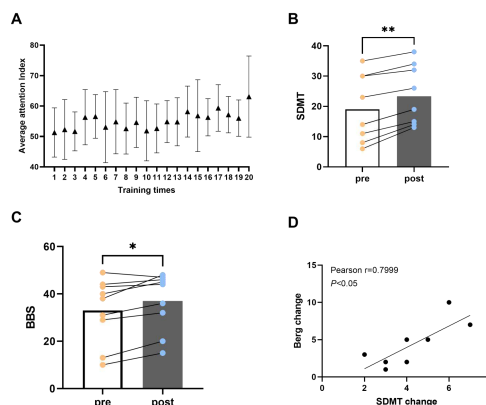 A
Average attention Index
80
70
60
50
40
1 2 3 4 5 6 7 8 9 10 11 12 13 14 15 16 17 18 19 20
Training times
B
**
SDMT
40
30
20
10
0
pre post
C
*
BBS
60
40
20
0
pre post
D
Pearson r=0.7999
P<0.05
Berg change
15
10
5
0
0 2 4 6
SDMT change